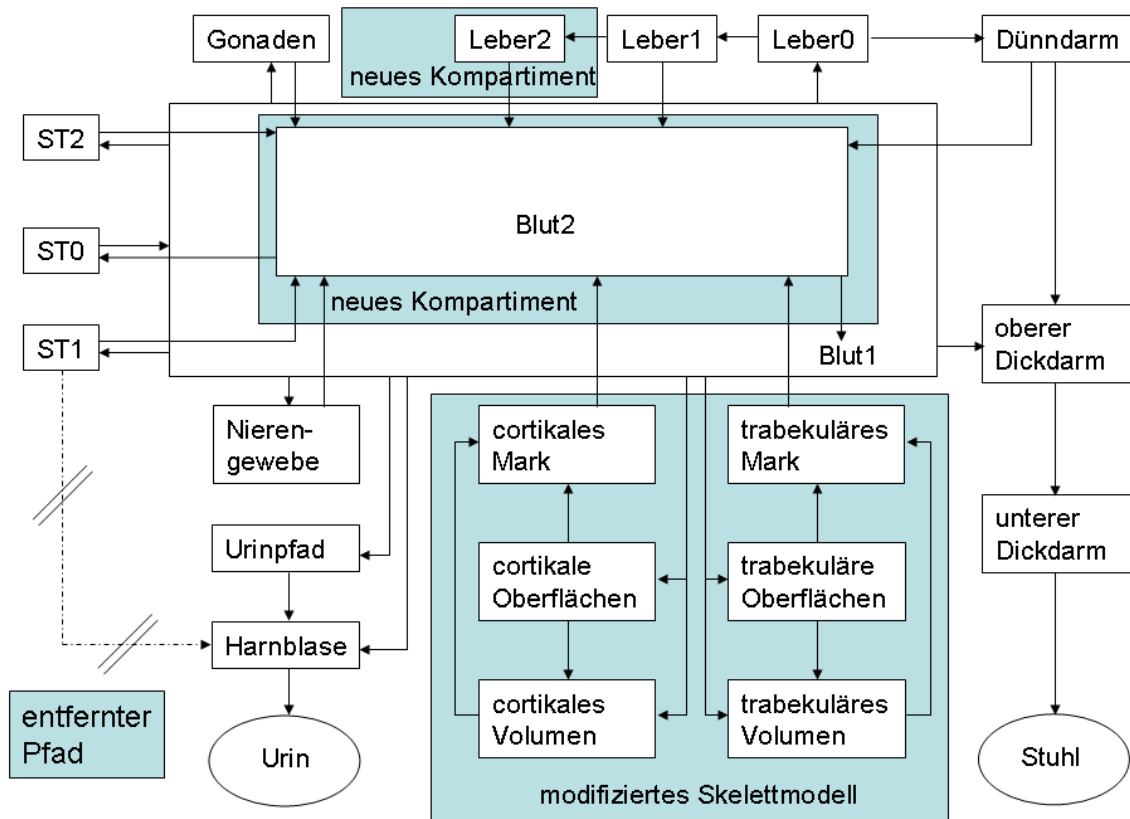 Gonaden
Leber2
Leber1
Leber0
Dünndarm
neues Kompartiment
ST2
Blut2
ST0
neues Kompartiment
ST1
Blut1
oberer
Dickdarm
Nieren-
gewebe
cortikales
Mark
trabekuläres
Mark
Urinpfad
cortikale
Oberflächen
trabekuläre
Oberflächen
unterer
Dickdarm
Harnblase
cortikales
Volumen
trabekuläres
Volumen
entfernter
Pfad
Urin
Stuhl
modifiziertes Skelettmodell